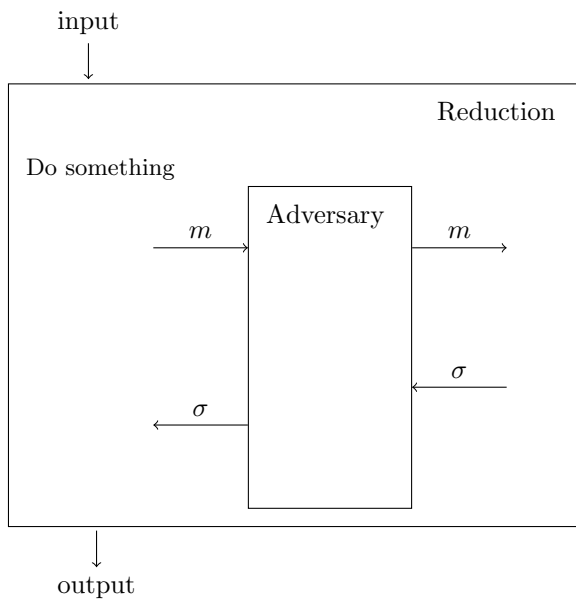 input
Reduction
Do something
Adversary
m
m
σ
σ
output